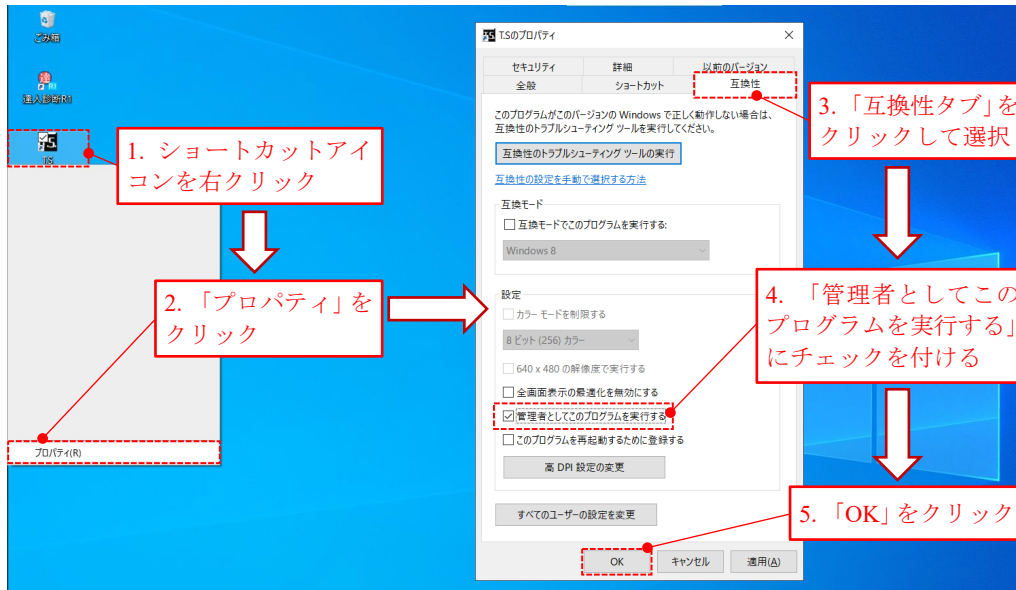 ごみ箱
達人診断R1
T.S
1. ショートカットアイ
コンを右クリック
2. 「プロパティ」を
クリック
プロパティ(R)
T.Sのプロパティ
セキュリティ
詳細
以前のバージョン
全般
ショートカット
互換性
このプログラムがこのバージョンの Windows で正しく動作しない場合は、
互換性のトラブルシューティング ツールを実行してください。
互換性のトラブルシューティング ツールの実行
互換性の設定を手動で選択する方法
互換モード
互換モードでこのプログラムを実行する:
Windows 8
設定
カラー モードを制限する
8 ビット (256) カラー
640 x 480 の解像度で実行する
全画面表示の最適化を無効にする
管理者としてこのプログラムを実行する
このプログラムを再起動するために登録する
高 DPI 設定の変更
すべてのユーザーの設定を変更
OK
キャンセル
適用(A)
3. 「互換性タブ」を
クリックして選択
4. 「管理者としてこの
プログラムを実行する」
にチェックを付ける
5. 「OK」をクリック